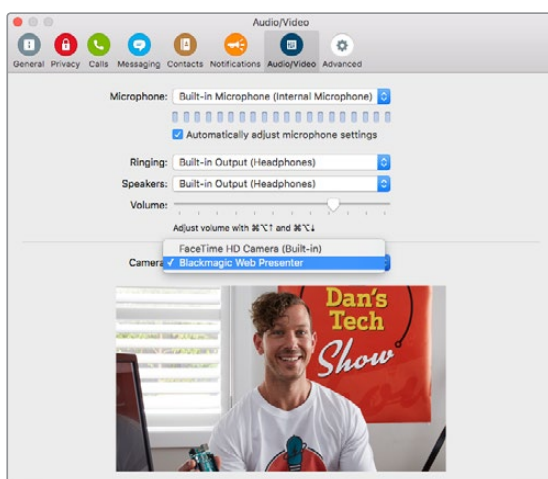 Audio/Video
General Privacy Calls Messaging Contacts Notifications Audio/Video Advanced
Microphone: Built-in Microphone (Internal Microphone)
Automatically adjust microphone settings
Ringing: Built-in Output (Headphones)
Speakers: Built-in Output (Headphones)
Volume:
Adjust volume with ⌘⌥↑ and ⌘⌥↓
FaceTime HD Camera (Built-in)
Camera ✓ Blackmagic Web Presenter
Dan's
Tech
Show